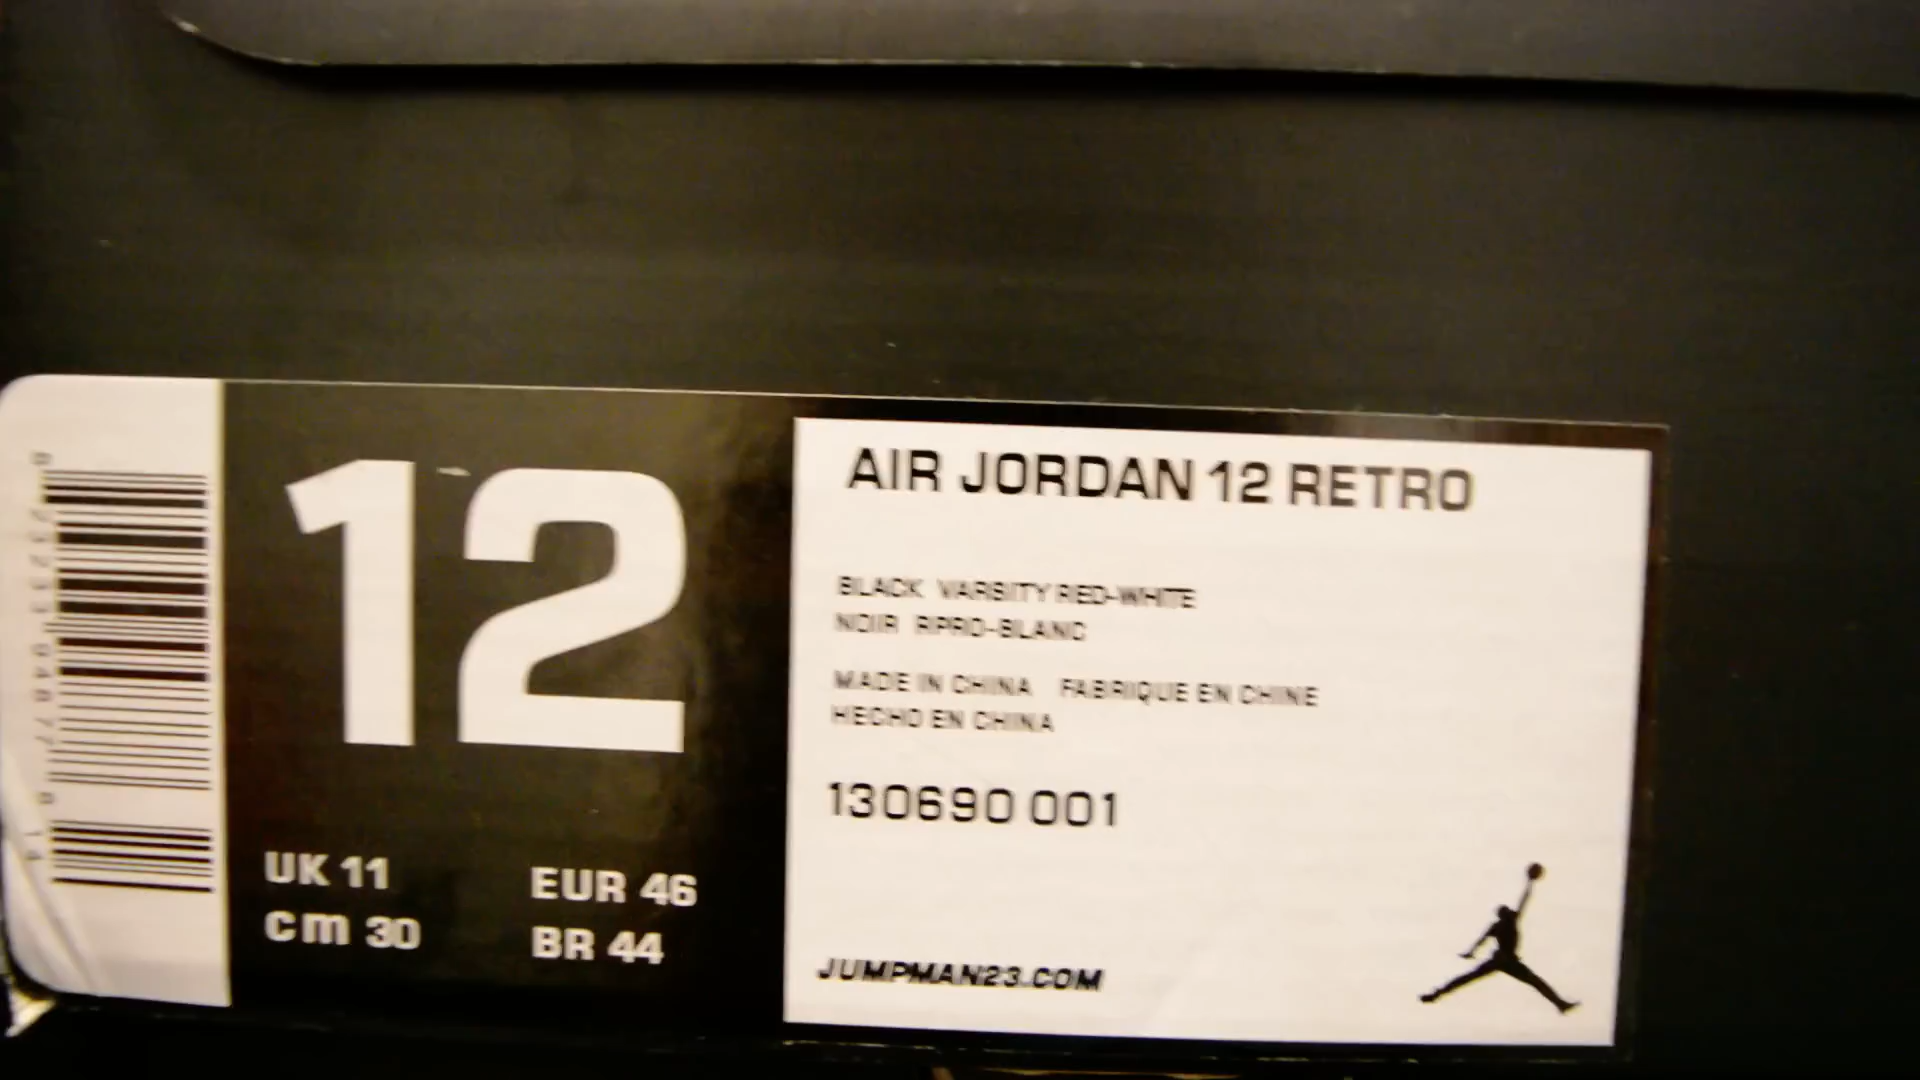 12
UK 11
EUR 46
cm 30
BR 44
AIR JORDAN 12 RETRO
BLACK VARSITY RED-WHITE
NOIR RPRO-BLANC
MADE IN CHINA FABRIQUE EN CHINE
HECHO EN CHINA
130690 001
JUMPMAN23.COM